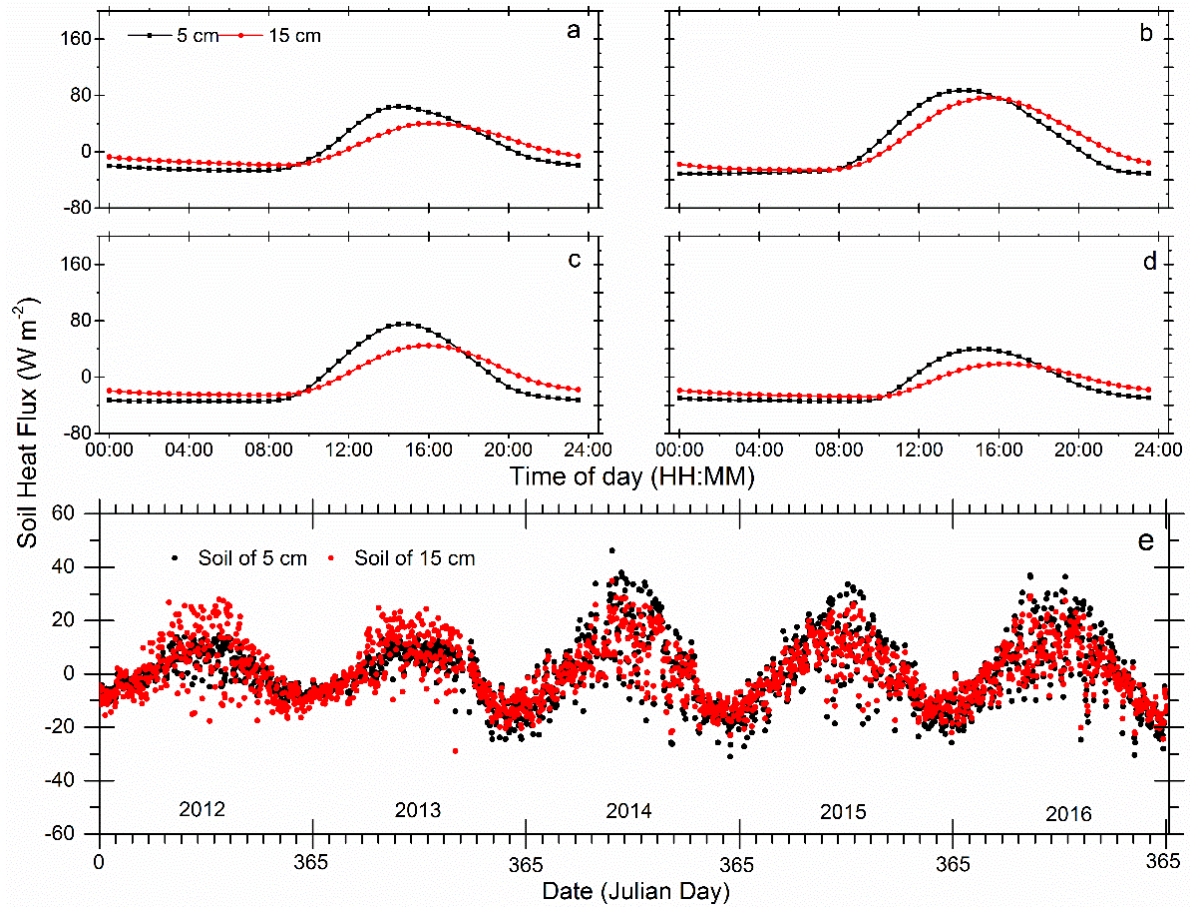 160
80
0
-80
a
5 cm
15 cm
b
160
80
0
-80
c
d
00:00 04:00 08:00 12:00 16:00 20:00 24:00
00:00 04:00 08:00 12:00 16:00 20:00 24:00
Time of day (HH:MM)
Soil Heat Flux (W m⁻²)
60
40
20
0
-20
-40
-60
Soil of 5 cm
Soil of 15 cm
e
2012 2013 2014 2015 2016
0 365 365 365 365 365
Date (Julian Day)